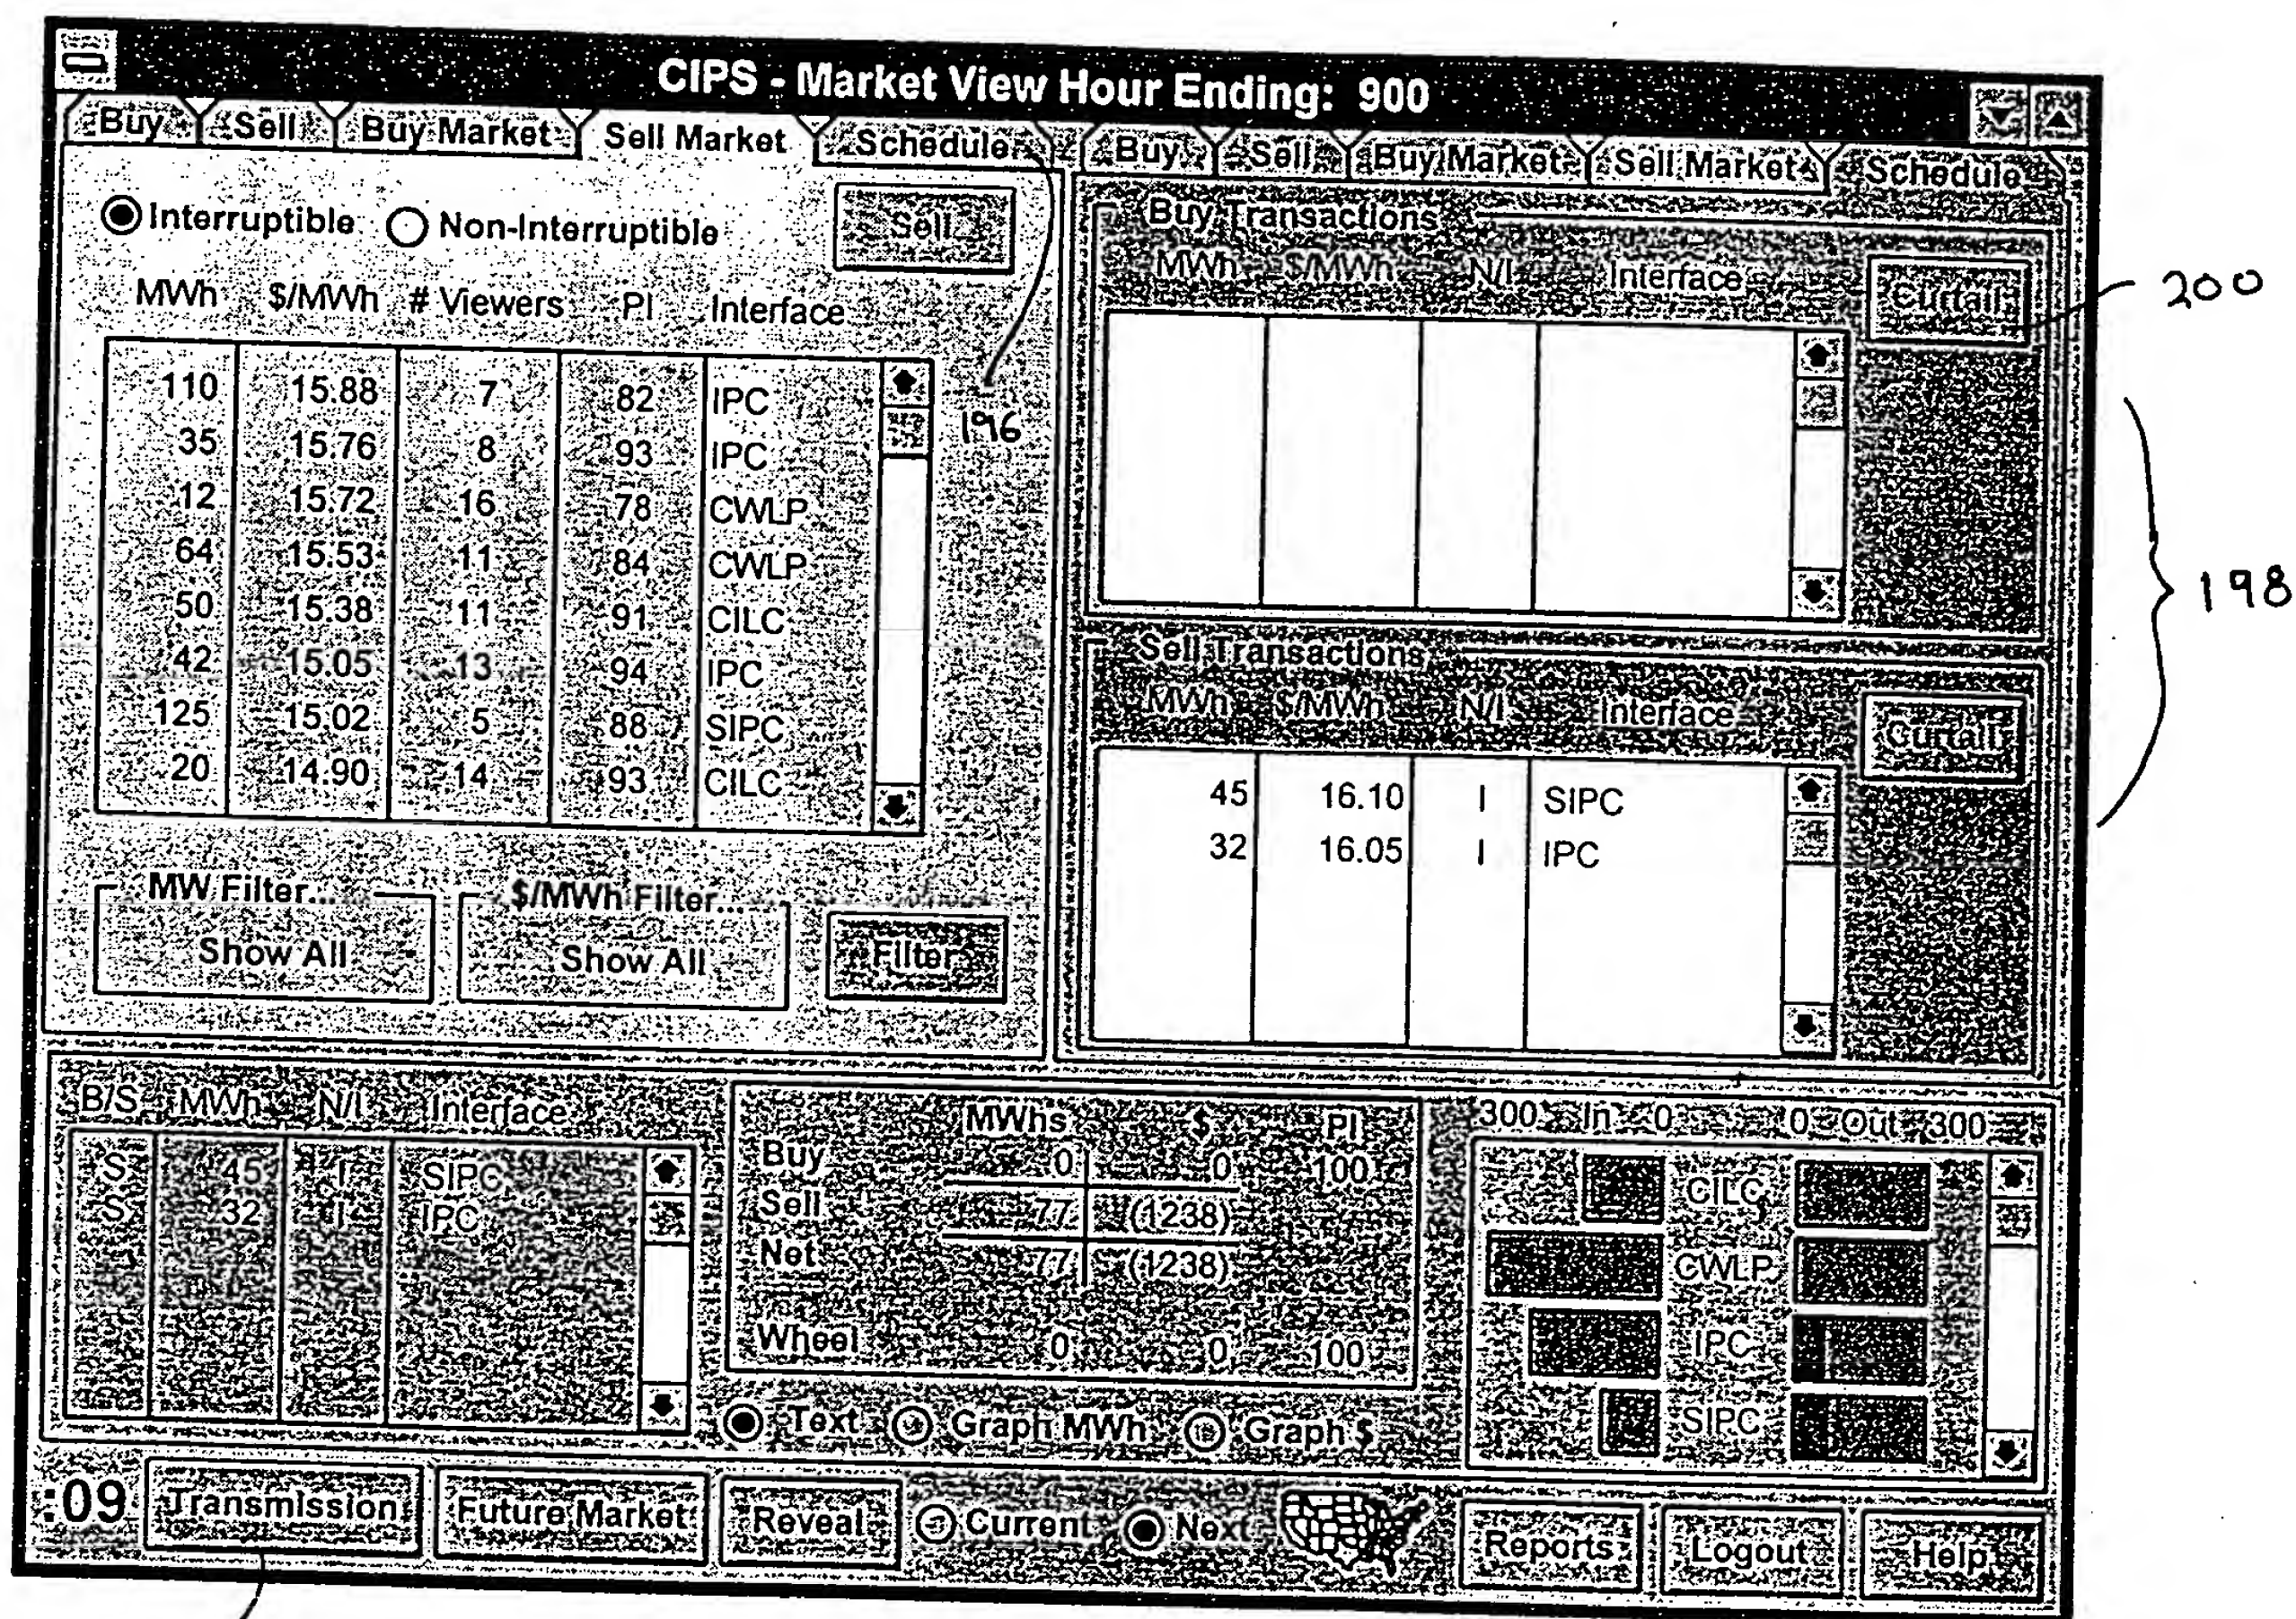 CIPS - Market View Hour Ending: 900
Buy Sell Buy Market Sell Market Schedule
Interruptible Non-Interruptible Sell
MWh $/MWh # Viewers PI Interface
110 15.88 7 82 IPC
35 15.76 8 93 IPC
12 15.72 16 78 CWLP
64 15.53 11 84 CWLP
50 15.38 11 91 CILC
42 15.05 13 94 IPC
125 15.02 5 88 SIPC
20 14.90 14 93 CILC
196
MW Filter... $/MWh Filter...
Show All Show All Filter
Buy Sell Buy Market Sell Market Schedule
Buy Transactions
MWh $/MWh N/I Interface Curtail
200
198
Sell Transactions
MWh $/MWh N/I Interface Curtail
45 16.10 I SIPC
32 16.05 I IPC
B/S MWh N/I Interface
S 45 I SIPC
S 32 I IPC
MWhs $ PI
Buy 0 0 100
Sell 77 (1238)
Net 77 (1238)
Wheel 0 0 100
Text Graph MWh Graph $
300 In 0 0 Out 300
CILC
CWLP
IPC
SIPC
:09 Transmission Future Market Reveal Current Next Reports Logout Help